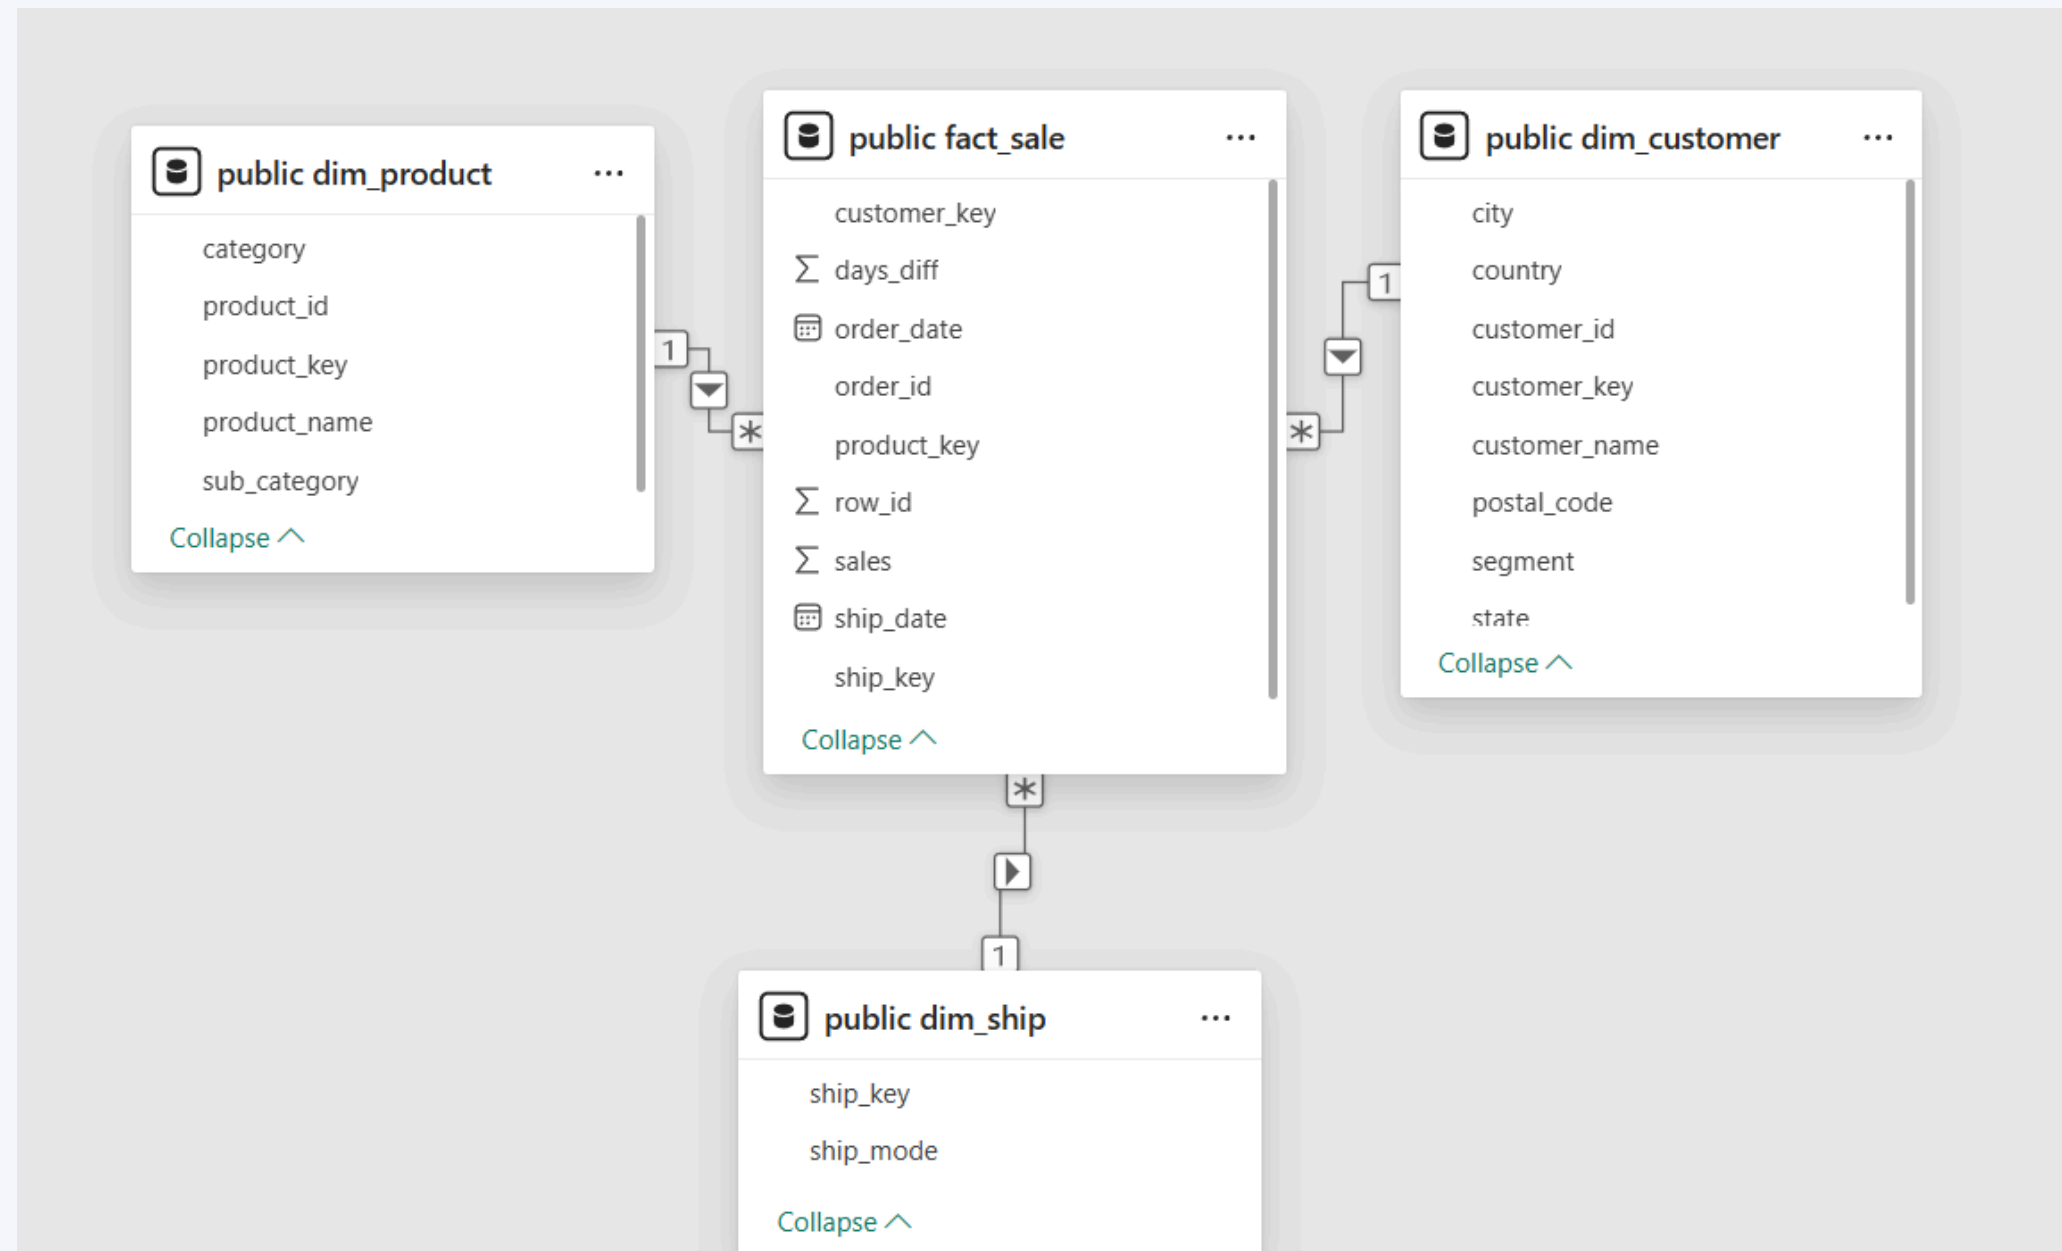 public dim_product
category
product_id
product_key
product_name
sub_category
Collapse
1
*
public fact_sale
customer_key
days_diff
order_date
order_id
product_key
row_id
sales
ship_date
ship_key
Collapse
*
1
public dim_customer
city
country
customer_id
customer_key
customer_name
postal_code
segment
state
Collapse
*
1
public dim_ship
ship_key
ship_mode
Collapse